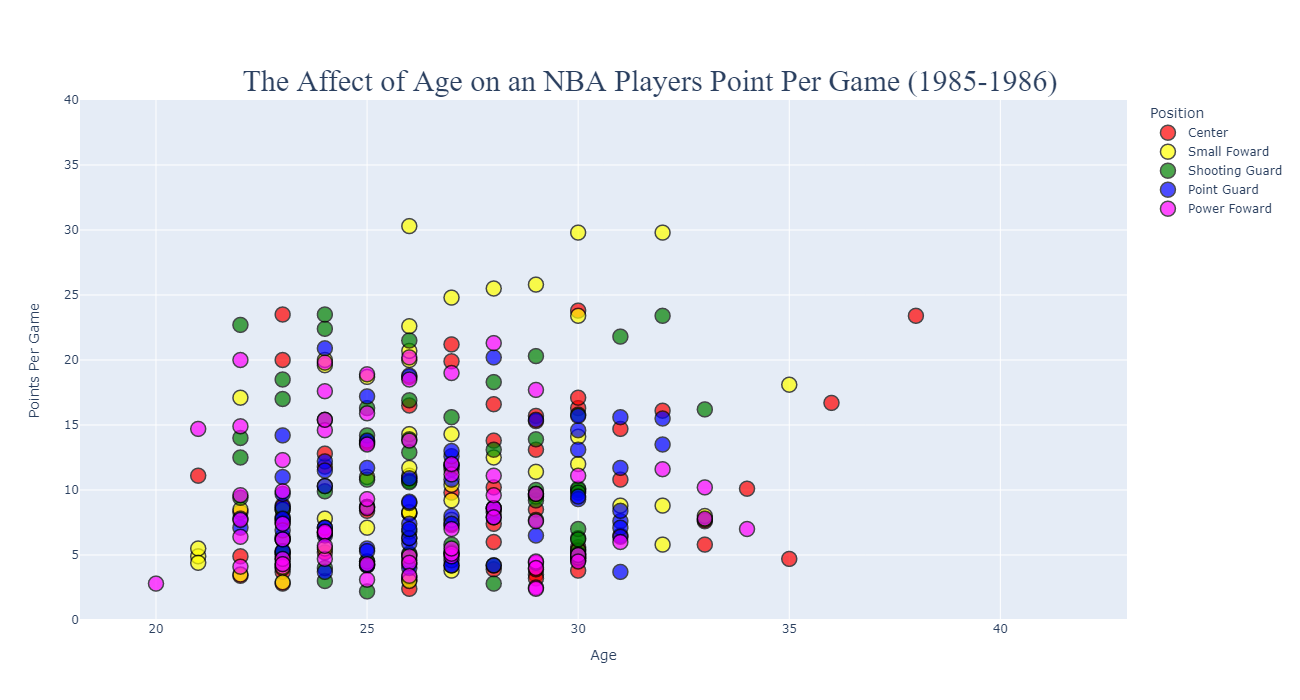 The Affect of Age on an NBA Players Point Per Game (1985-1986)
Points Per Game
40
35
30
25
20
15
10
5
0
20
25
30
35
40
Age
Position
Center
Small Foward
Shooting Guard
Point Guard
Power Foward